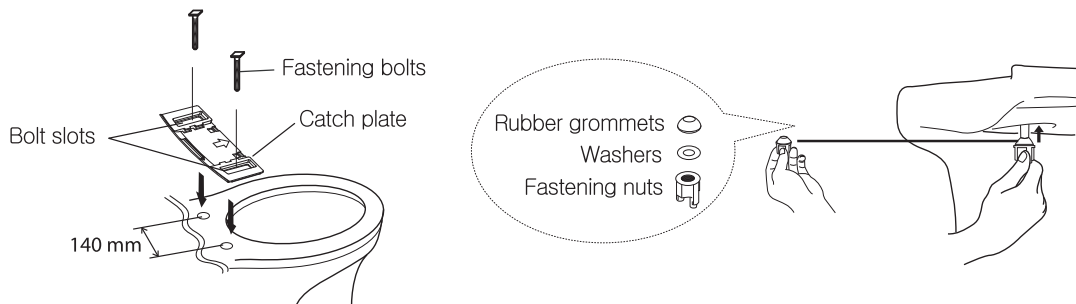 Fastening bolts
Catch plate
Bolt slots
140 mm
Rubber grommets
Washers
Fastening nuts